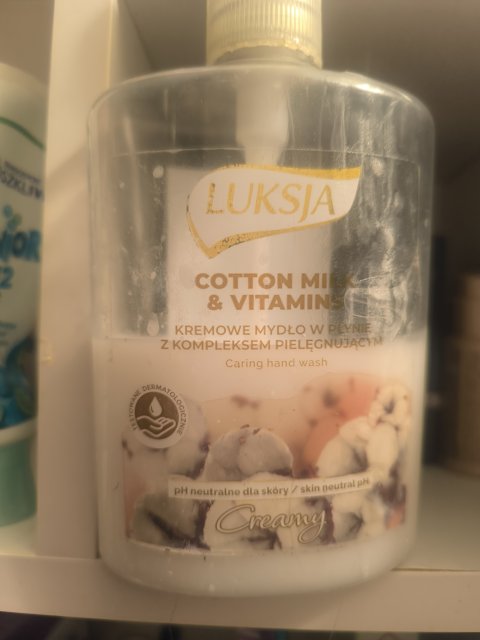 LUKSJA
COTTON MILK
& VITAMINS
KREMOWE MYDŁO W PŁYNIE
Z KOMPLEKSEM PIELĘGNUJĄCYM
Caring hand wash
TESTOWANE DERMATOLOGICZNIE
pH neutralne dla skóry / skin neutral pH
Creamy